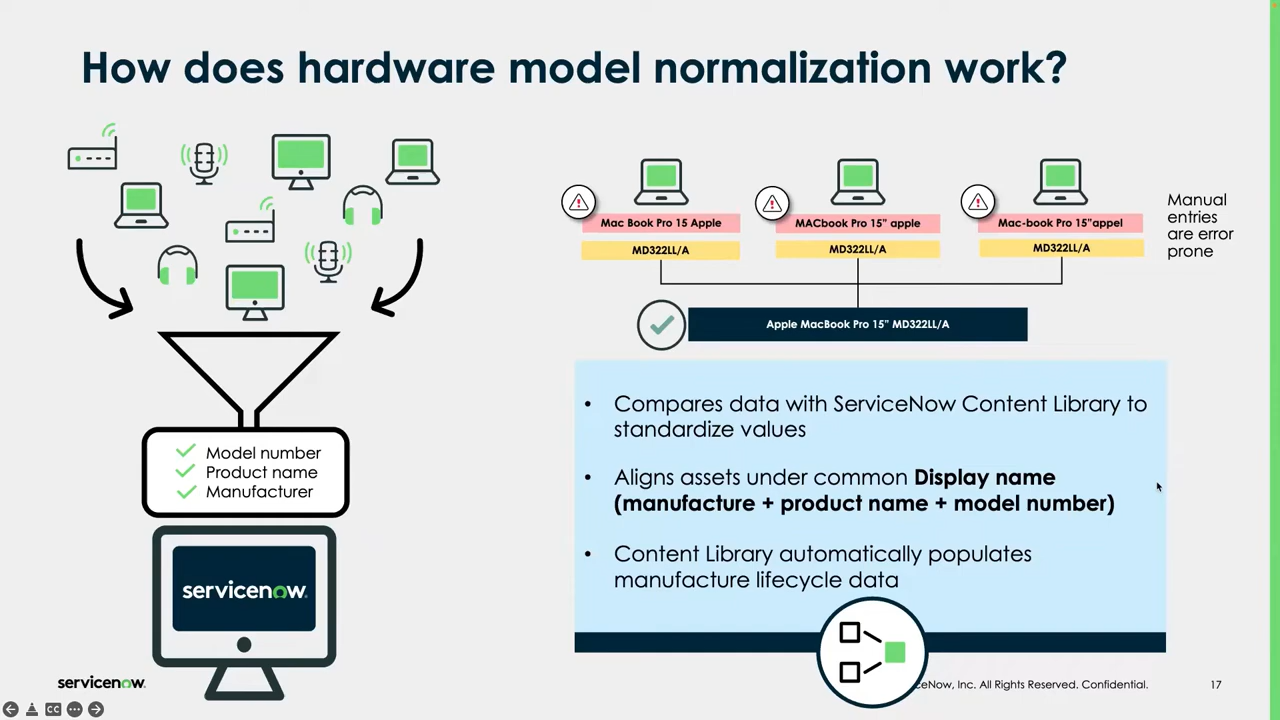 How does hardware model normalization work?
Mac Book Pro 15 Apple
MD322LL/A
MACbook Pro 15” apple
MD322LL/A
Mac-book Pro 15”appel
MD322LL/A
Manual
entries
are error
prone
Apple MacBook Pro 15” MD322LL/A
Model number
Product name
Manufacturer
servicenow.
• Compares data with ServiceNow Content Library to
standardize values
• Aligns assets under common Display name
(manufacture + product name + model number)
• Content Library automatically populates
manufacture lifecycle data
servicenow.
ceNow, Inc. All Rights Reserved. Confidential.
17
CC